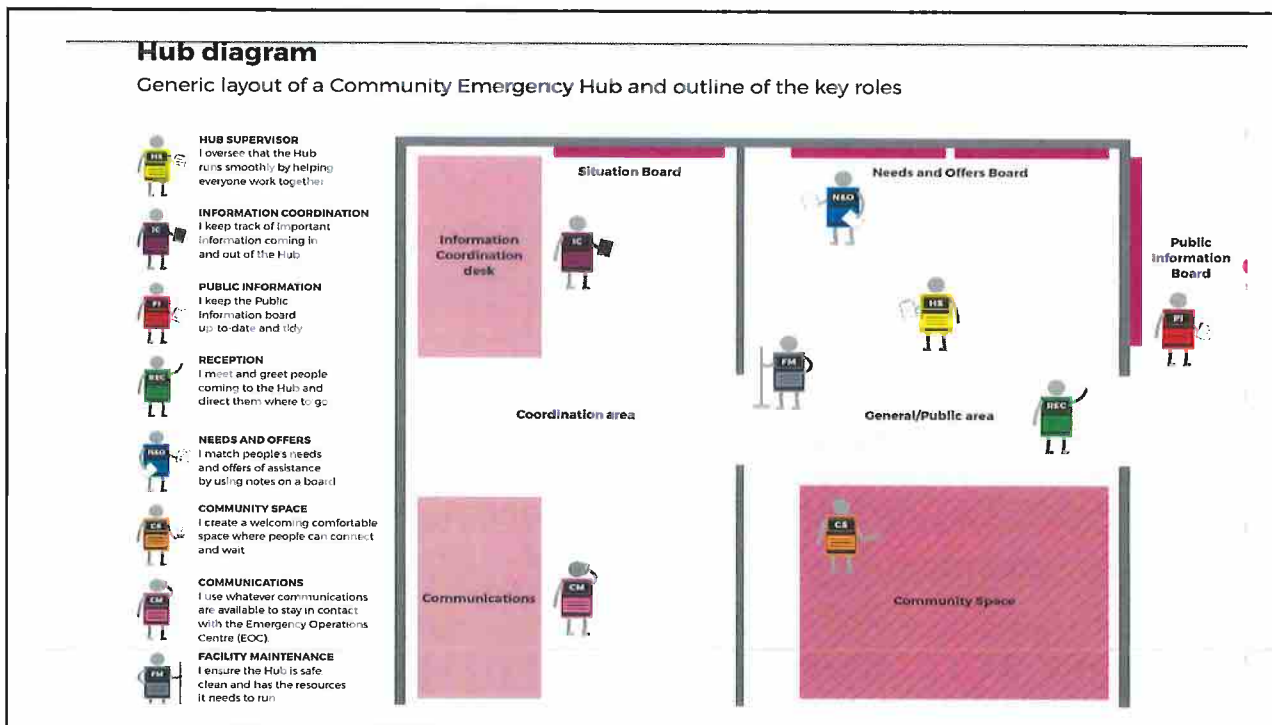 Hub diagram
Generic layout of a Community Emergency Hub and outline of the key roles
HUB SUPERVISOR
I oversee that the Hub
runs smoothly by helping
everyone work together
INFORMATION COORDINATION
I keep track of important
information coming in
and out of the Hub
PUBLIC INFORMATION
I keep the Public
Information board
up to-date and tidy
RECEPTION
I meet and greet people
coming to the Hub and
direct them where to go
NEEDS AND OFFERS
I match people's needs
and offers of assistance
by using notes on a board
COMMUNITY SPACE
I create a welcoming comfortable
space where people can connect
and wait
COMMUNICATIONS
I use whatever communications
are available to stay in contact
with the Emergency Operations
Centre (EOC).
FACILITY MAINTENANCE
I ensure the Hub is safe
clean and has the resources
it needs to run
HS
IC
PI
REC
N&O
CS
CM
FM
Situation Board
Needs and Offers Board
N&O
Information
Coordination
desk
IC
Public
Information
Board
HS
PI
FM
Coordination area
General/Public area
REC
CS
Communications
CM
Community Space